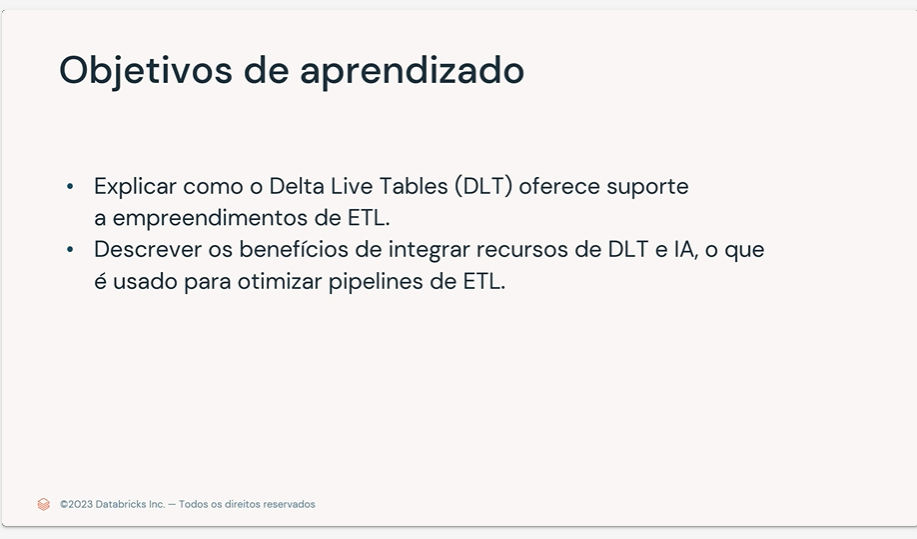 Objetivos de aprendizado
• Explicar como o Delta Live Tables (DLT) oferece suporte
a empreendimentos de ETL.
• Descrever os benefícios de integrar recursos de DLT e IA, o que
é usado para otimizar pipelines de ETL.
©2023 Databricks Inc. — Todos os direitos reservados